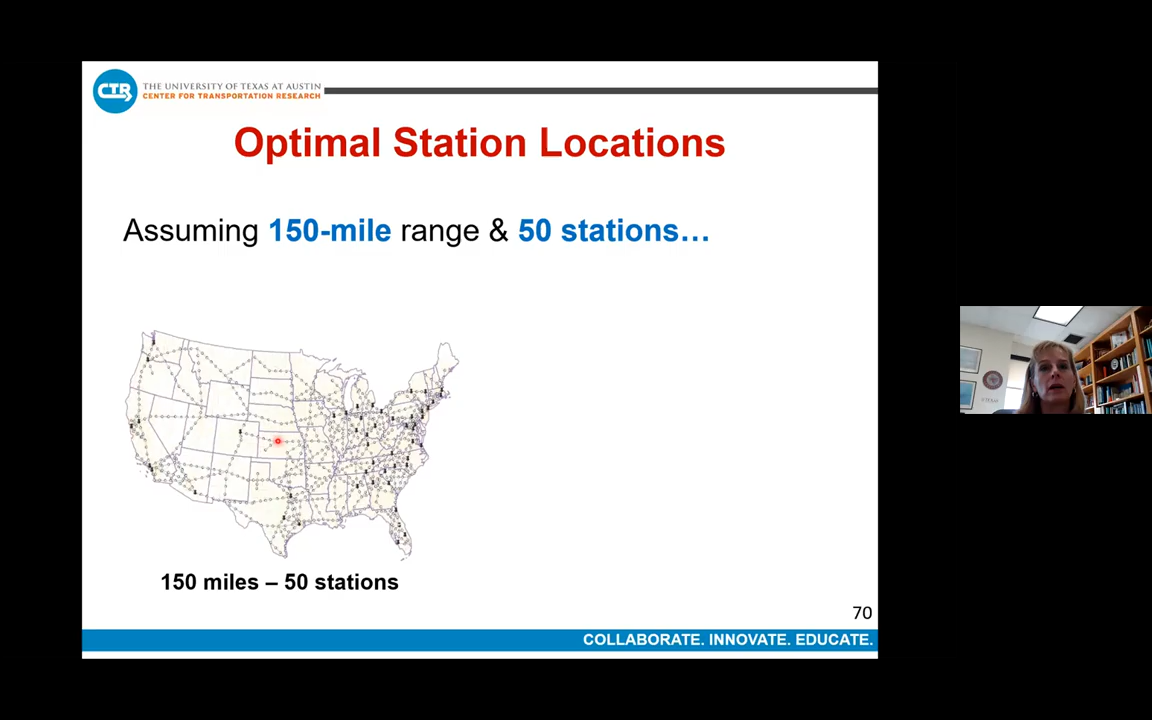 CTR
THE UNIVERSITY OF TEXAS AT AUSTIN
CENTER FOR TRANSPORTATION RESEARCH
Optimal Station Locations
Assuming 150-mile range & 50 stations…
150 miles – 50 stations
70
COLLABORATE. INNOVATE. EDUCATE.